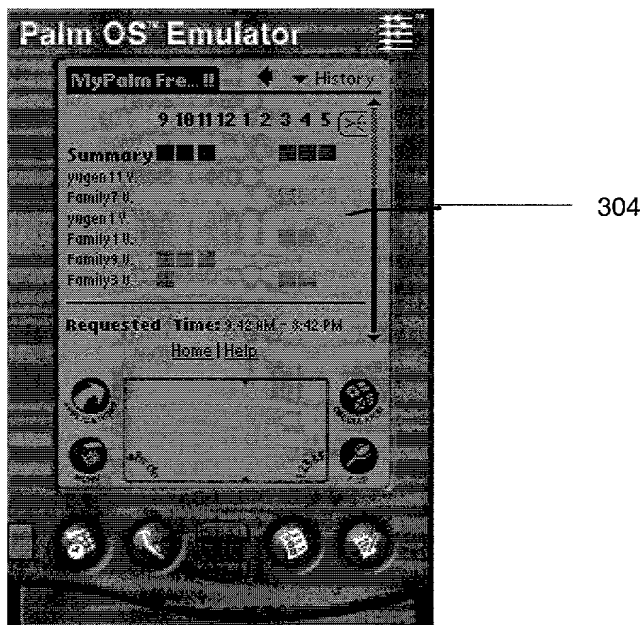 Palm OS™ Emulator
MyPalm Fre... !! History
9 10 11 12 1 2 3 4 5
Summary
yugen11 V.
Family7 U.
yugen1 V.
Family1 U.
Family9 U.
Family3 U.
Requested Time: 9:42 AM - 3:42 PM
Home | Help
304